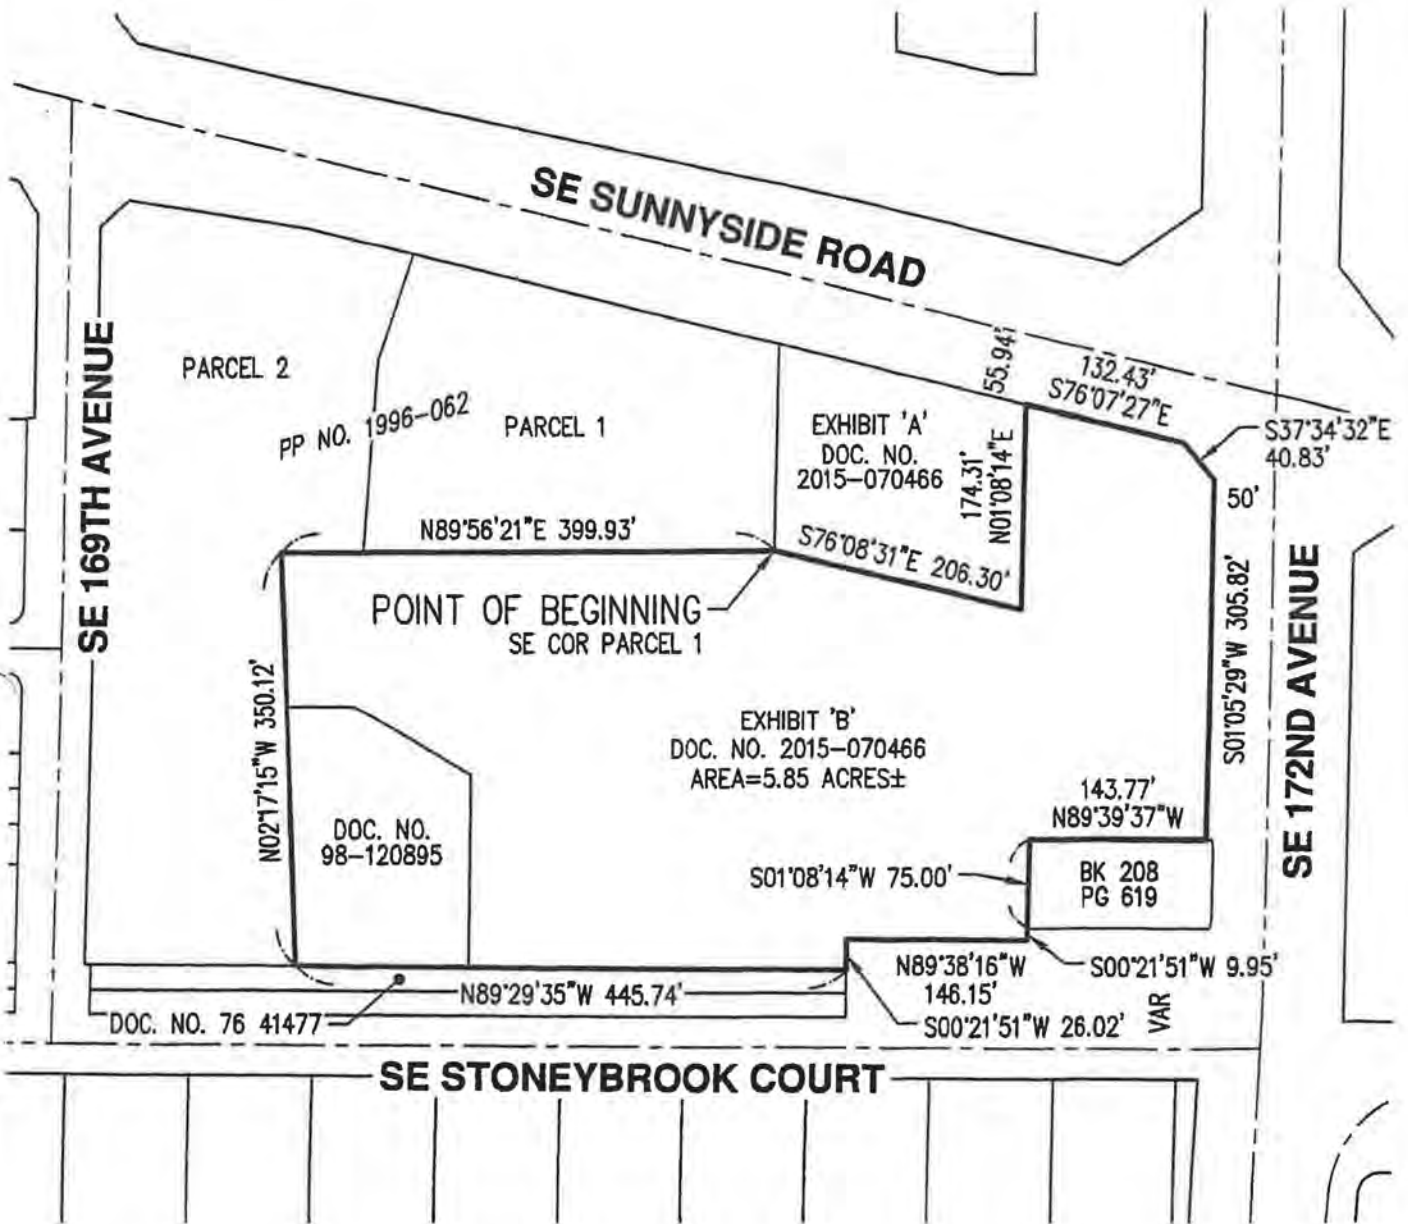 SE SUNNYSIDE ROAD
SE 169TH AVENUE
PARCEL 2
PP NO. 1996-062
PARCEL 1
EXHIBIT 'A'
DOC. NO.
2015-070466
55.94'
174.31'
N01°08'14"E
132.43'
S76°07'27"E
S37°34'32"E
40.83'
50'
N89°56'21"E 399.93'
S76°08'31"E 206.30'
POINT OF BEGINNING
SE COR PARCEL 1
S01°05'29"W 305.82'
SE 172ND AVENUE
N02°17'15"W 350.12'
EXHIBIT 'B'
DOC. NO. 2015-070466
AREA=5.85 ACRES±
143.77'
N89°39'37"W
DOC. NO.
98-120895
S01°08'14"W 75.00'
BK 208
PG 619
N89°38'16"W
146.15'
S00°21'51"W 9.95'
N89°29'35"W 445.74'
DOC. NO. 76 41477
S00°21'51"W 26.02'
VAR
SE STONEYBROOK COURT